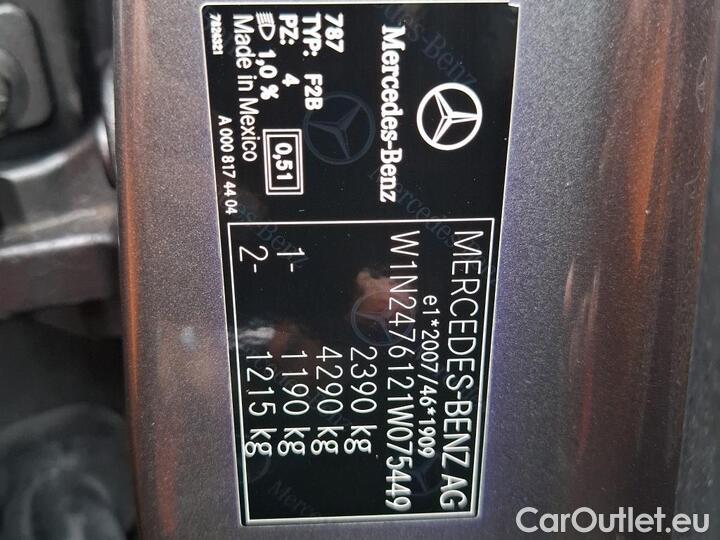 Mercedes-Benz
787
TYP: F2B
PZ: 4
1,0 %
0,51
Made in Mexico
A 000 817 44 04
7826921
MERCEDES-BENZ AG
e1*2007/46*1909
W1N2476121W075449
2390 kg
4290 kg
1- 1190 kg
2- 1215 kg
CarOutlet.eu